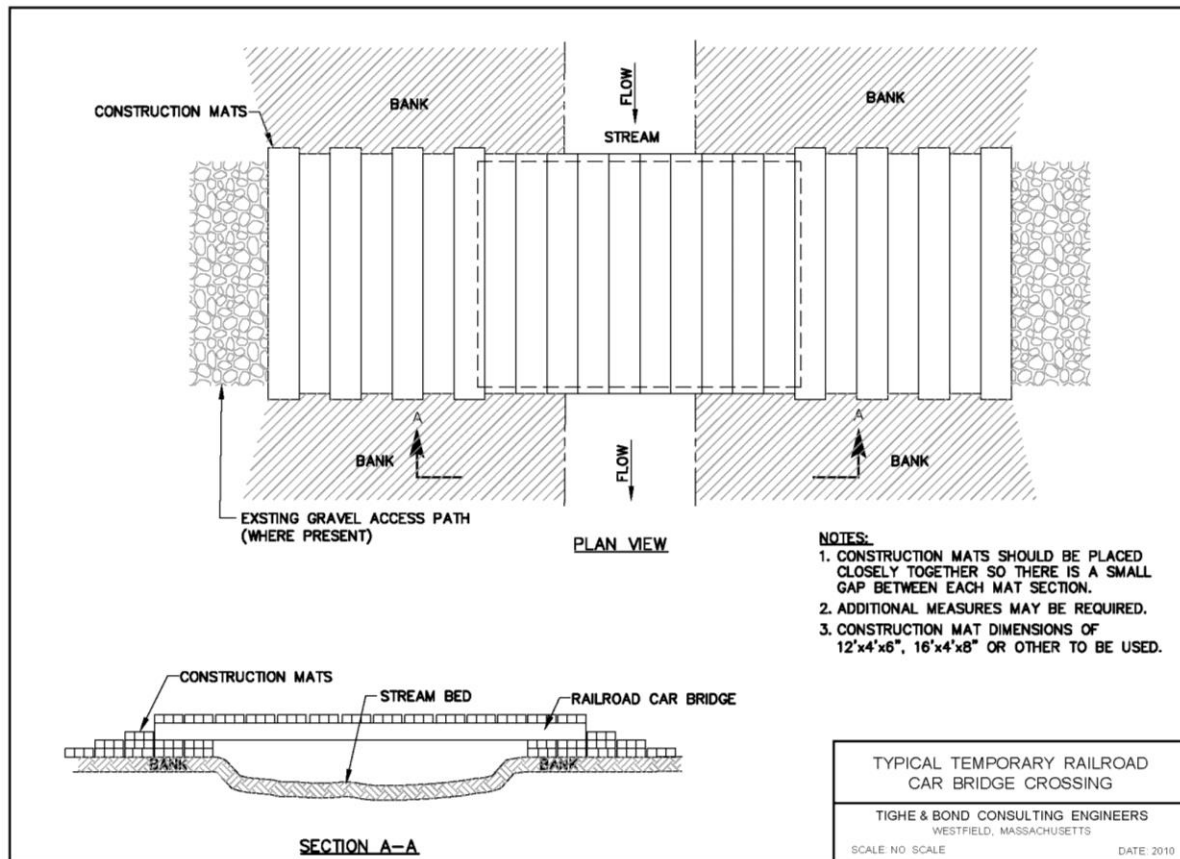 CONSTRUCTION MATS
BANK
FLOW
STREAM
BANK
A
BANK
FLOW
A
BANK
EXSTING GRAVEL ACCESS PATH
(WHERE PRESENT)
PLAN VIEW
NOTES:
1. CONSTRUCTION MATS SHOULD BE PLACED
CLOSELY TOGETHER SO THERE IS A SMALL
GAP BETWEEN EACH MAT SECTION.
2. ADDITIONAL MEASURES MAY BE REQUIRED.
3. CONSTRUCTION MAT DIMENSIONS OF
12'x4'x6", 16'x4'x8" OR OTHER TO BE USED.
CONSTRUCTION MATS
STREAM BED
RAILROAD CAR BRIDGE
BANK
BANK
SECTION A-A
TYPICAL TEMPORARY RAILROAD
CAR BRIDGE CROSSING
TIGHE & BOND CONSULTING ENGINEERS
WESTFIELD, MASSACHUSETTS
SCALE: NO SCALE
DATE: 2010